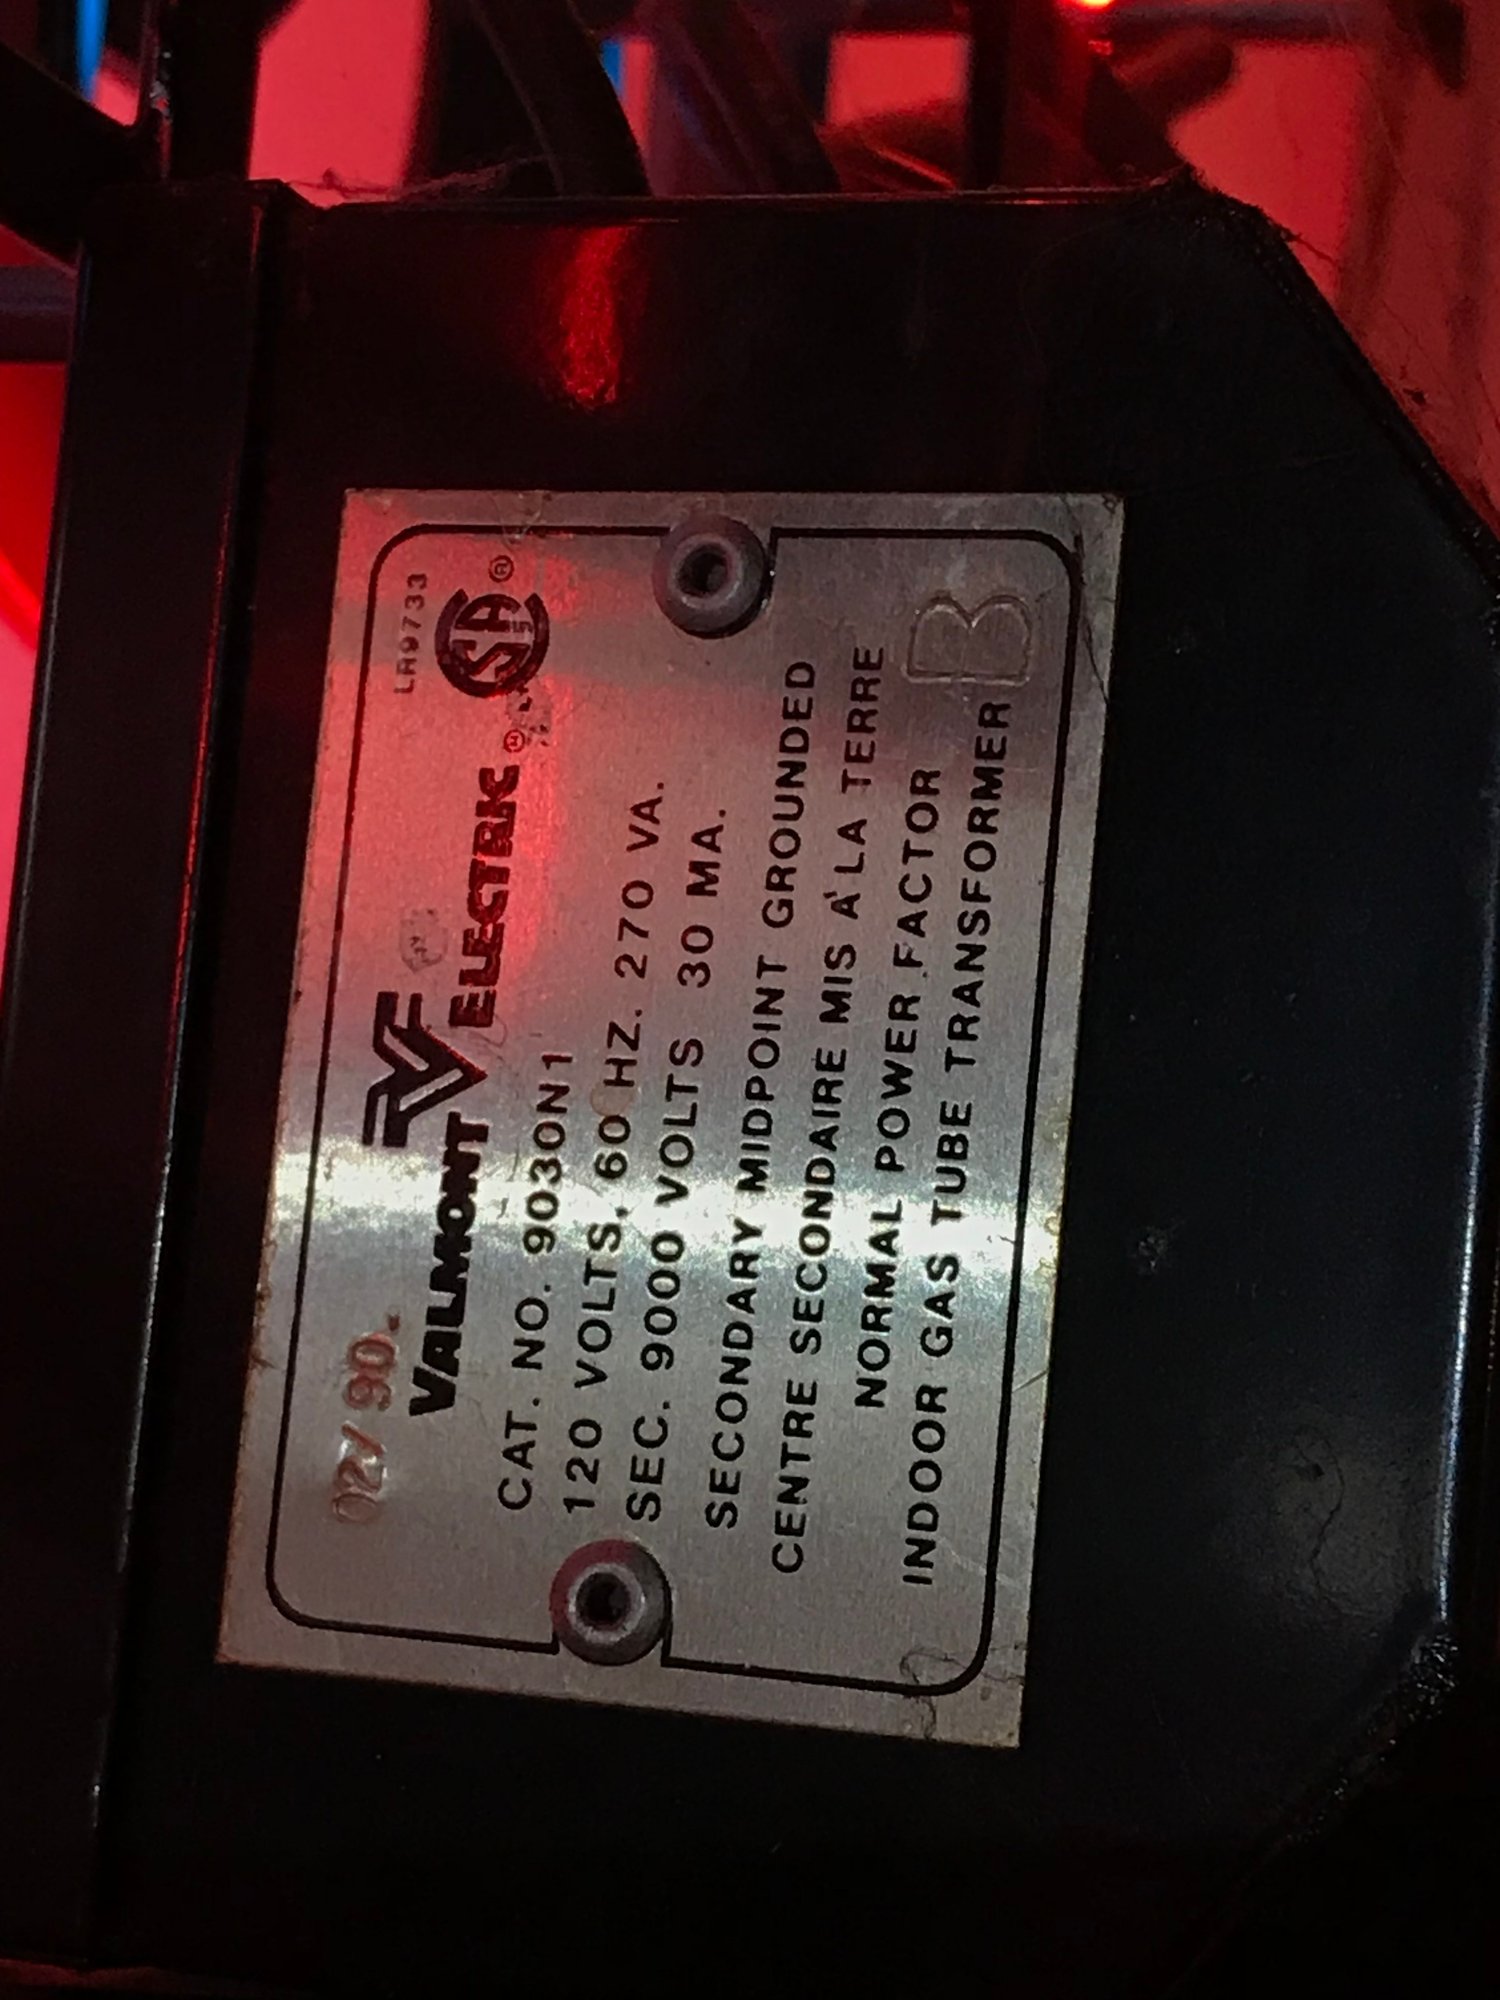 02/90
LR9733
VALMONT ELECTRIC ® SA ®
CAT. NO. 9030N1
120 VOLTS, 60 HZ. 270 VA.
SEC. 9000 VOLTS 30 MA.
SECONDARY MIDPOINT GROUNDED
CENTRE SECONDAIRE MIS À LA TERRE
NORMAL POWER FACTOR
INDOOR GAS TUBE TRANSFORMER
B